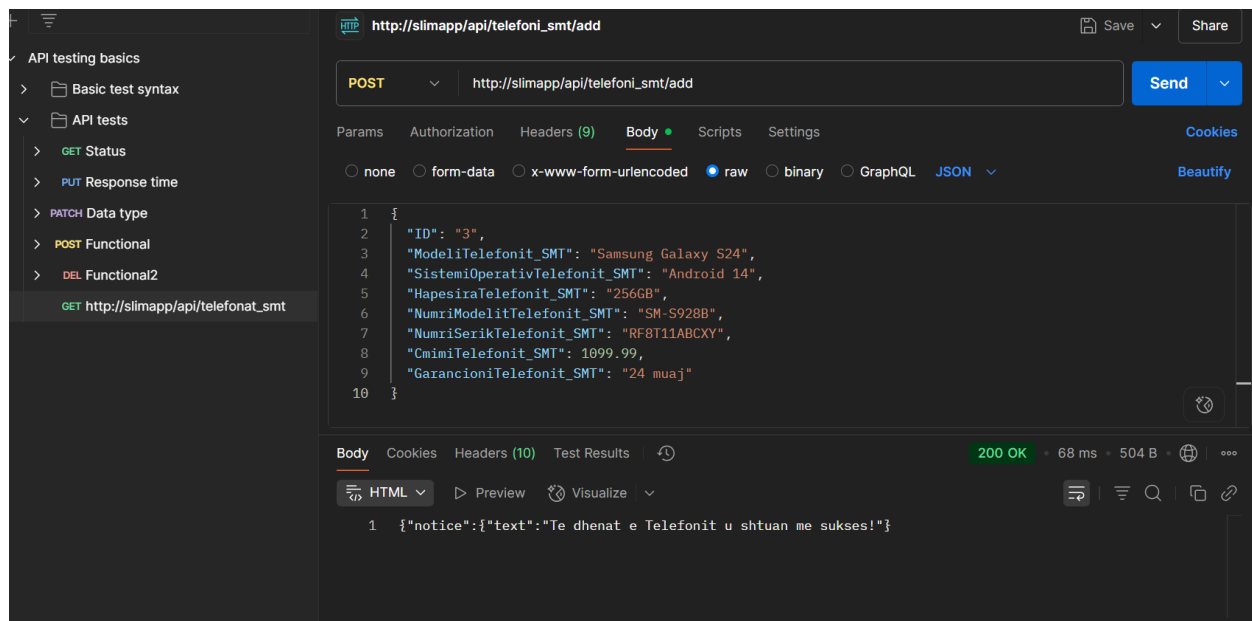 HTTP http://slimapp/api/telefoni_smt/add Save Share
API testing basics
Basic test syntax
API tests
GET Status
PUT Response time
PATCH Data type
POST Functional
DEL Functional2
GET http://slimapp/api/telefonat_smt
POST http://slimapp/api/telefoni_smt/add Send
Params Authorization Headers (9) Body Scripts Settings Cookies
none form-data x-www-form-urlencoded raw binary GraphQL JSON Beautify
1 {
2 "ID": "3",
3 "ModeliTelefonit_SMT": "Samsung Galaxy S24",
4 "SistemiOperativTelefonit_SMT": "Android 14",
5 "HapesiraTelefonit_SMT": "256GB",
6 "NumriModelitTelefonit_SMT": "SM-S928B",
7 "NumriSerikTelefonit_SMT": "RF8T11ABCXY",
8 "CmimiTelefonit_SMT": 1099.99,
9 "GarancioniTelefonit_SMT": "24 muaj"
10 }
Body Cookies Headers (10) Test Results 200 OK 68 ms 504 B
HTML Preview Visualize
1 {"notice":{"text":"Te dhenat e Telefonit u shtuan me sukses!"}